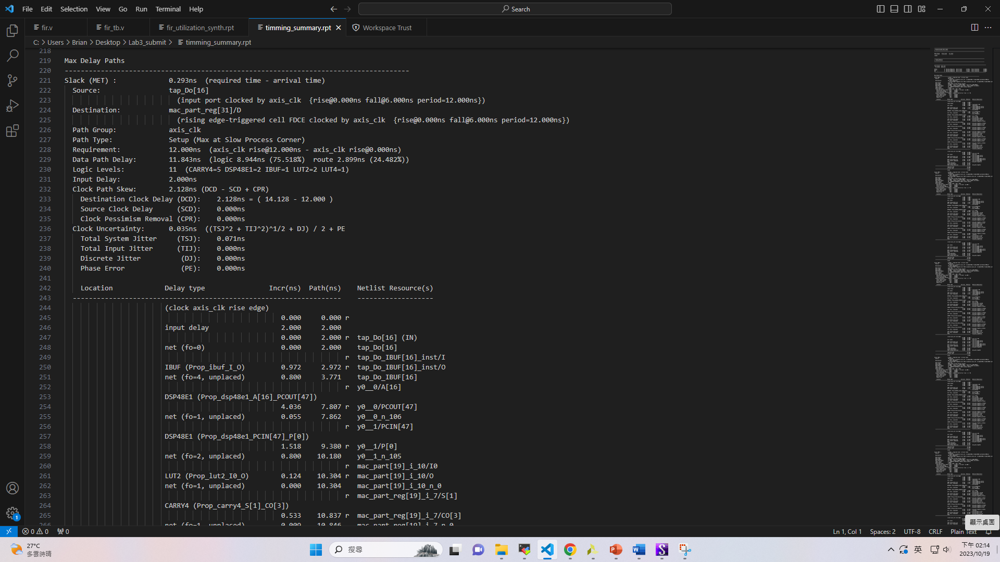 File Edit Selection View Go Run Terminal Help
Search
fir.v fir_tb.v fir_utilization_synth.rpt timming_summary.rpt Workspace Trust
C: > Users > Brian > Desktop > Lab3_submit > timming_summary.rpt
218
219 Max Delay Paths
220 --------------------------------------------------------------------------------------
221 Slack (MET) : 0.293ns (required time - arrival time)
222 Source: tap_Do[16]
223 (input port clocked by axis_clk {rise@0.000ns fall@6.000ns period=12.000ns})
224 Destination: mac_part_reg[31]/D
225 (rising edge-triggered cell FDCE clocked by axis_clk {rise@0.000ns fall@6.000ns period=12.000ns})
226 Path Group: axis_clk
227 Path Type: Setup (Max at Slow Process Corner)
228 Requirement: 12.000ns (axis_clk rise@12.000ns - axis_clk rise@0.000ns)
229 Data Path Delay: 11.843ns (logic 8.944ns (75.518%) route 2.899ns (24.482%))
230 Logic Levels: 11 (CARRY4=5 DSP48E1=2 IBUF=1 LUT2=2 LUT4=1)
231 Input Delay: 2.000ns
232 Clock Path Skew: 2.128ns (DCD - SCD + CPR)
233 Destination Clock Delay (DCD): 2.128ns = ( 14.128 - 12.000 )
234 Source Clock Delay (SCD): 0.000ns
235 Clock Pessimism Removal (CPR): 0.000ns
236 Clock Uncertainty: 0.035ns ((TSJ^2 + TIJ^2)^1/2 + DJ) / 2 + PE
237 Total System Jitter (TSJ): 0.071ns
238 Total Input Jitter (TIJ): 0.000ns
239 Discrete Jitter (DJ): 0.000ns
240 Phase Error (PE): 0.000ns
241
242 Location Delay type Incr(ns) Path(ns) Netlist Resource(s)
243 ------------------------------------------------------------------- -------------------
244 (clock axis_clk rise edge)
245 0.000 0.000 r
246 input delay 2.000 2.000
247 0.000 2.000 r tap_Do[16] (IN)
248 net (fo=0) 0.000 2.000 tap_Do[16]
249 r tap_Do_IBUF[16]_inst/I
250 IBUF (Prop_ibuf_I_O) 0.972 2.972 r tap_Do_IBUF[16]_inst/O
251 net (fo=4, unplaced) 0.800 3.771 tap_Do_IBUF[16]
252 r y0__0/A[16]
253 DSP48E1 (Prop_dsp48e1_A[16]_PCOUT[47])
254 4.036 7.807 r y0__0/PCOUT[47]
255 net (fo=1, unplaced) 0.055 7.862 y0__0_n_106
256 r y0__1/PCIN[47]
257 DSP48E1 (Prop_dsp48e1_PCIN[47]_P[0])
258 1.518 9.380 r y0__1/P[0]
259 net (fo=2, unplaced) 0.800 10.180 y0__1_n_105
260 r mac_part[19]_i_10/I0
261 LUT2 (Prop_lut2_I0_O) 0.124 10.304 r mac_part[19]_i_10/O
262 net (fo=1, unplaced) 0.000 10.304 mac_part[19]_i_10_n_0
263 r mac_part_reg[19]_i_7/S[1]
264 CARRY4 (Prop_carry4_S[1]_CO[3])
265 0.533 10.837 r mac_part_reg[19]_i_7/CO[3]
266 net (fo=1, unplaced) 0.009 10.846 mac_part_reg[19]_i_7_n_0
1
顯示桌面
0 0 0 Ln 1, Col 1 Spaces: 2 UTF-8 CRLF Plain Text
27°C
多雲時晴
搜尋
英
下午 02:14
2023/10/19